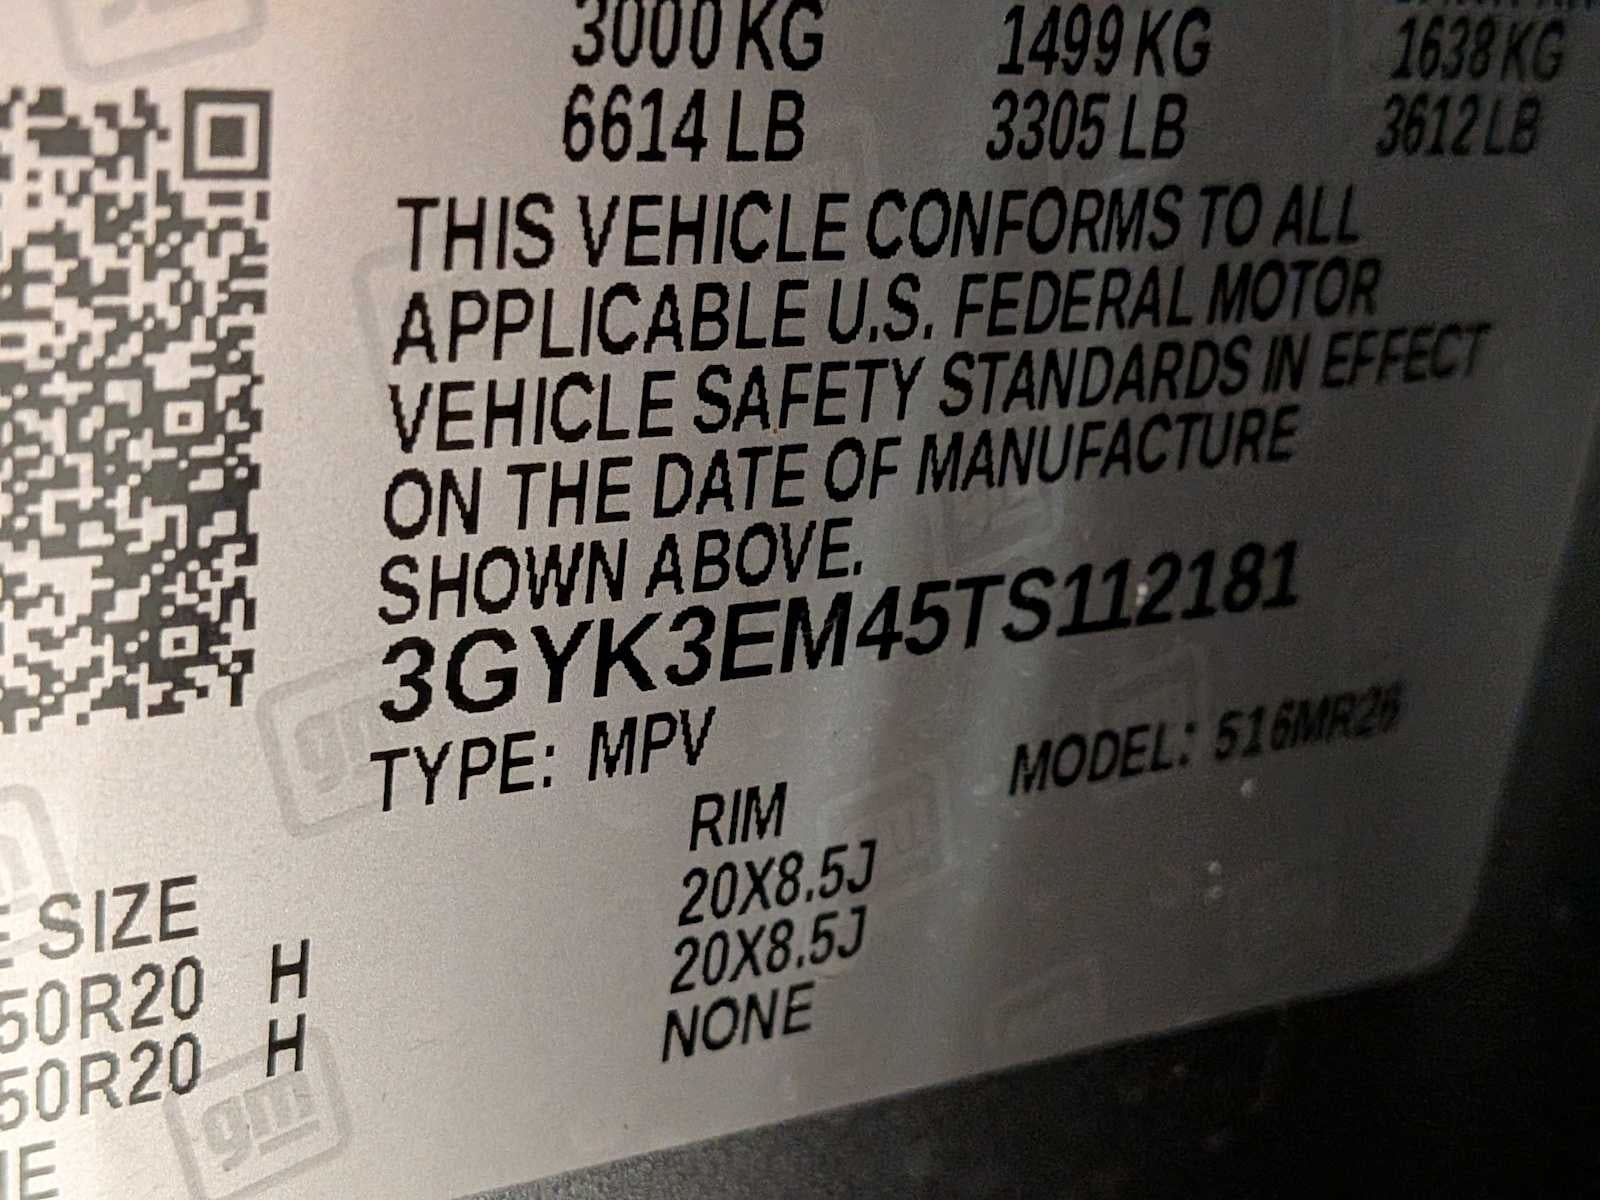 3000 KG 1499 KG 1638 KG
6614 LB 3305 LB 3612 LB
THIS VEHICLE CONFORMS TO ALL
APPLICABLE U.S. FEDERAL MOTOR
VEHICLE SAFETY STANDARDS IN EFFECT
ON THE DATE OF MANUFACTURE
SHOWN ABOVE.
3GYK3EM45TS112181
TYPE: MPV MODEL: 516MR26
RIM
SIZE 20X8.5J
50R20 H 20X8.5J
50R20 H NONE
gm
gm